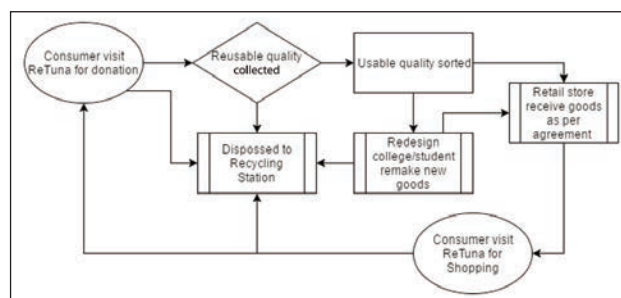 Consumer visit
ReTuna for donation
Reusable quality
collected
Usable quality sorted
Retail store
receive goods
as per
agreement
Dispossed to
Recycling
Station
Redesign
college/student
remake new
goods
Consumer visit
ReTuna for
Shopping